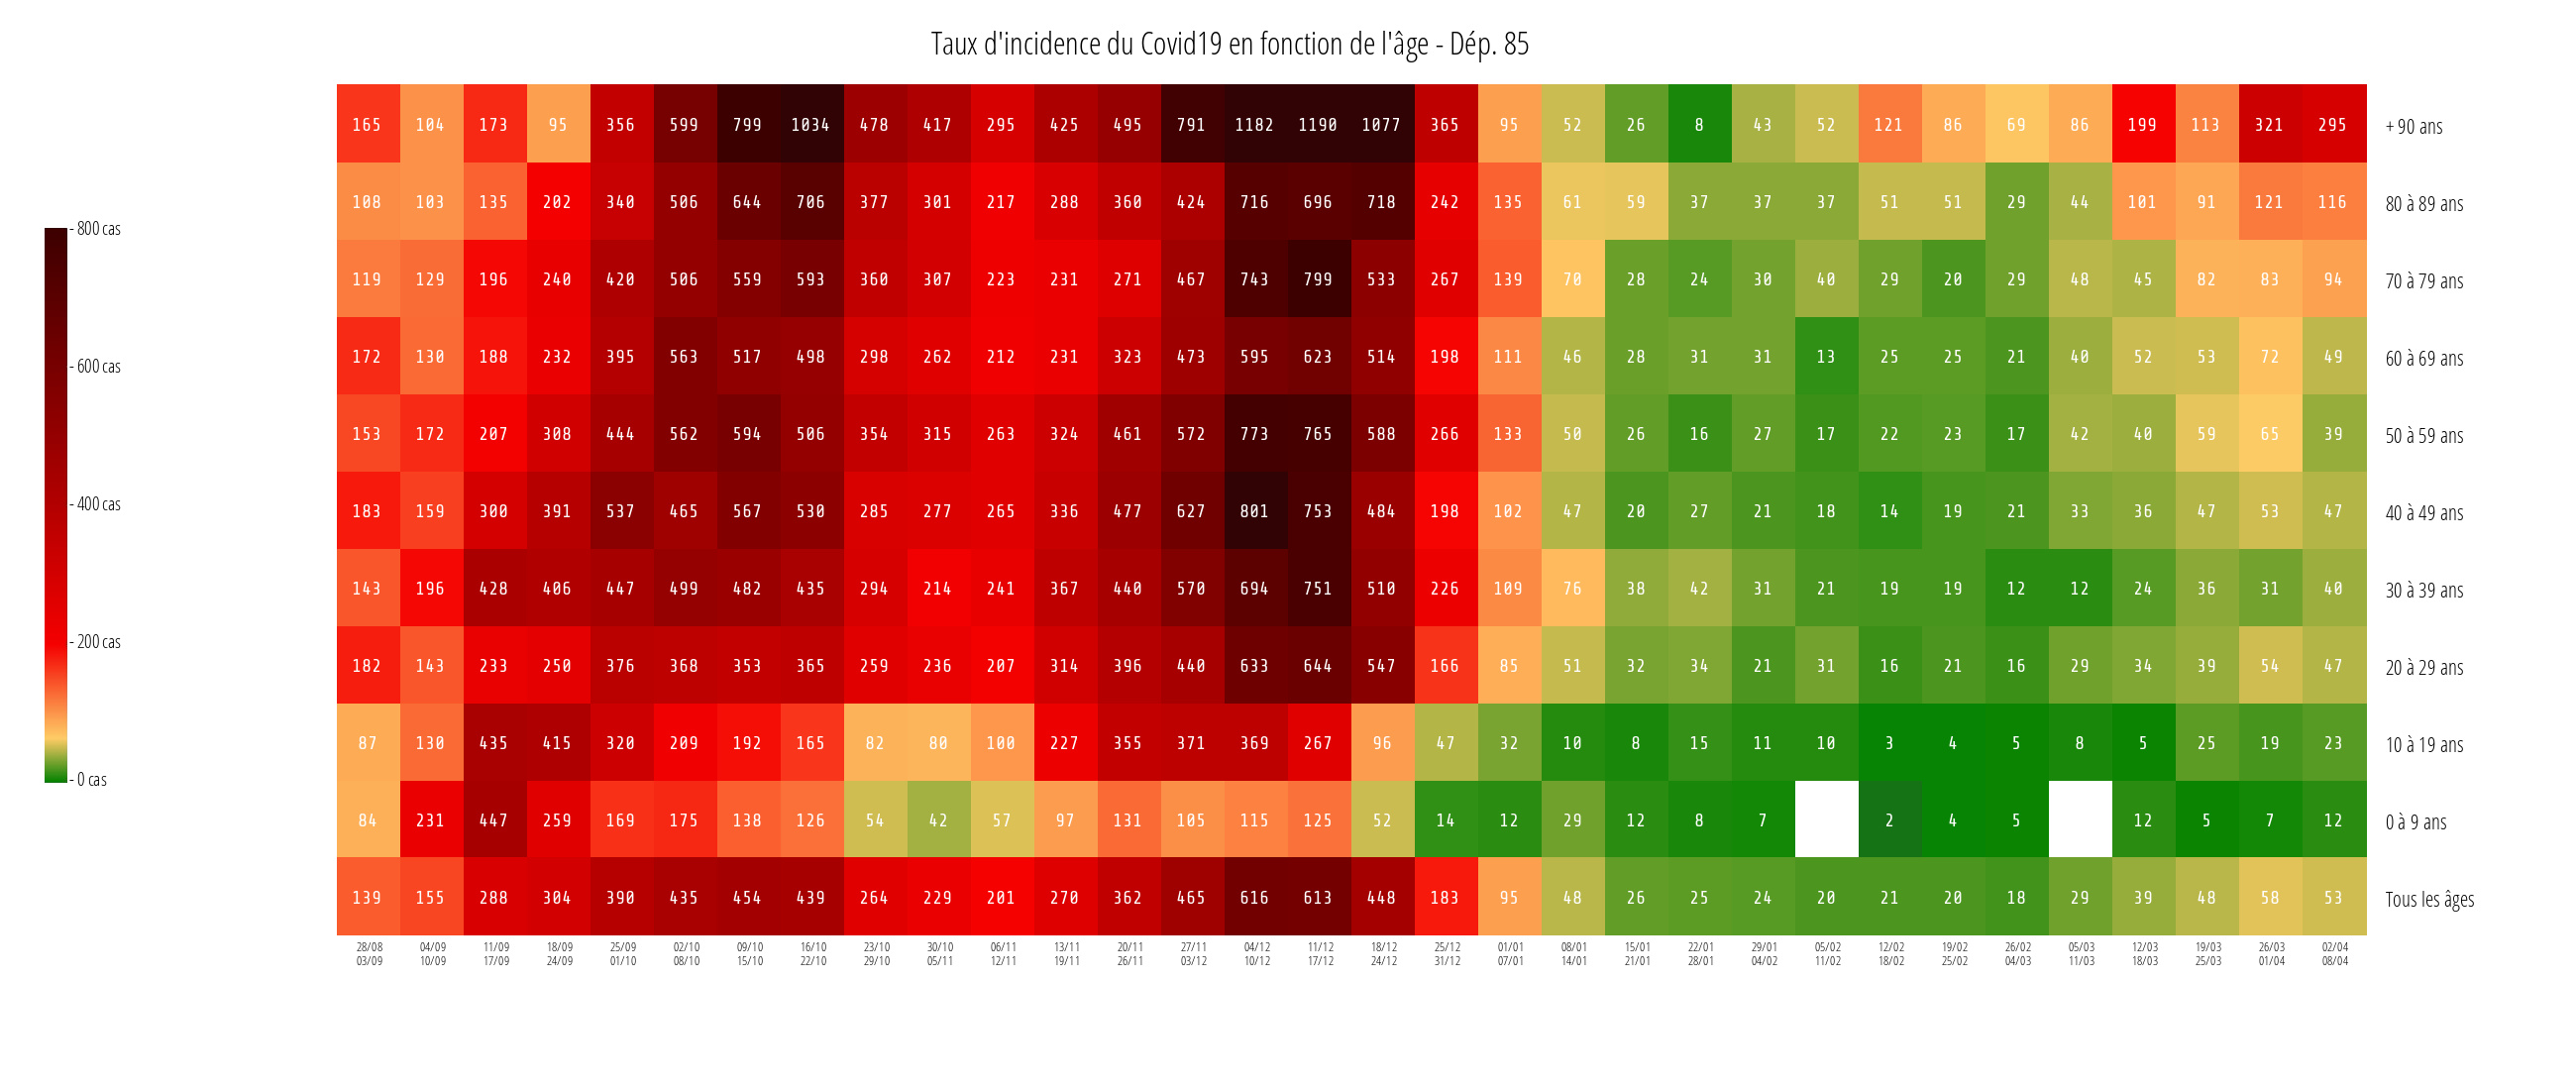 Taux d'incidence du Covid19 en fonction de l'âge - Dép. 85
- 800 cas
- 600 cas
- 400 cas
- 200 cas
- 0 cas
165 104 173 95 356 599 799 1034 478 417 295 425 495 791 1182 1190 1077 365 95 52 26 8 43 52 121 86 69 86 199 113 321 295 + 90 ans
108 103 135 202 340 506 644 706 377 301 217 288 360 424 716 696 718 242 135 61 59 37 37 37 51 51 29 44 101 91 121 116 80 à 89 ans
119 129 196 240 420 506 559 593 360 307 223 231 271 467 743 799 533 267 139 70 28 24 30 40 29 20 29 48 45 82 83 94 70 à 79 ans
172 130 188 232 395 563 517 498 298 262 212 231 323 473 595 623 514 198 111 46 28 31 31 13 25 25 21 40 52 53 72 49 60 à 69 ans
153 172 207 308 444 562 594 506 354 315 263 324 461 572 773 765 588 266 133 50 26 16 27 17 22 23 17 42 40 59 65 39 50 à 59 ans
183 159 300 391 537 465 567 530 285 277 265 336 477 627 801 753 484 198 102 47 20 27 21 18 14 19 21 33 36 47 53 47 40 à 49 ans
143 196 428 406 447 499 482 435 294 214 241 367 440 570 694 751 510 226 109 76 38 42 31 21 19 19 12 12 24 36 31 40 30 à 39 ans
182 143 233 250 376 368 353 365 259 236 207 314 396 440 633 644 547 166 85 51 32 34 21 31 16 21 16 29 34 39 54 47 20 à 29 ans
87 130 435 415 320 209 192 165 82 80 100 227 355 371 369 267 96 47 32 10 8 15 11 10 3 4 5 8 5 25 19 23 10 à 19 ans
84 231 447 259 169 175 138 126 54 42 57 97 131 105 115 125 52 14 12 29 12 8 7 2 4 5 12 5 7 12 0 à 9 ans
139 155 288 304 390 435 454 439 264 229 201 270 362 465 616 613 448 183 95 48 26 25 24 20 21 20 18 29 39 48 58 53 Tous les âges
28/08 04/09 11/09 18/09 25/09 02/10 09/10 16/10 23/10 30/10 06/11 13/11 20/11 27/11 04/12 11/12 18/12 25/12 01/01 08/01 15/01 22/01 29/01 05/02 12/02 19/02 26/02 05/03 12/03 19/03 26/03 02/04
03/09 10/09 17/09 24/09 01/10 08/10 15/10 22/10 29/10 05/11 12/11 19/11 26/11 03/12 10/12 17/12 24/12 31/12 07/01 14/01 21/01 28/01 04/02 11/02 18/02 25/02 04/03 11/03 18/03 25/03 01/04 08/04